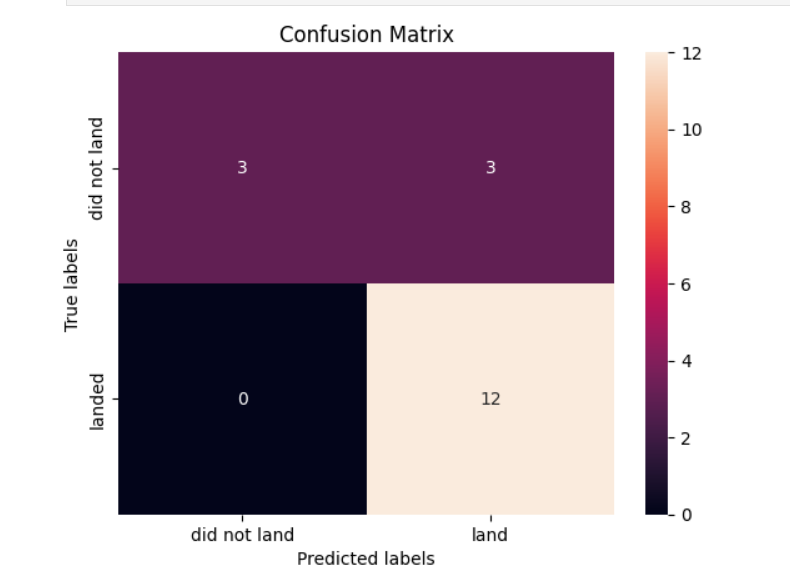 Confusion Matrix
did not land
landed
True labels
3
3
0
12
did not land
land
Predicted labels
12
10
8
6
4
2
0